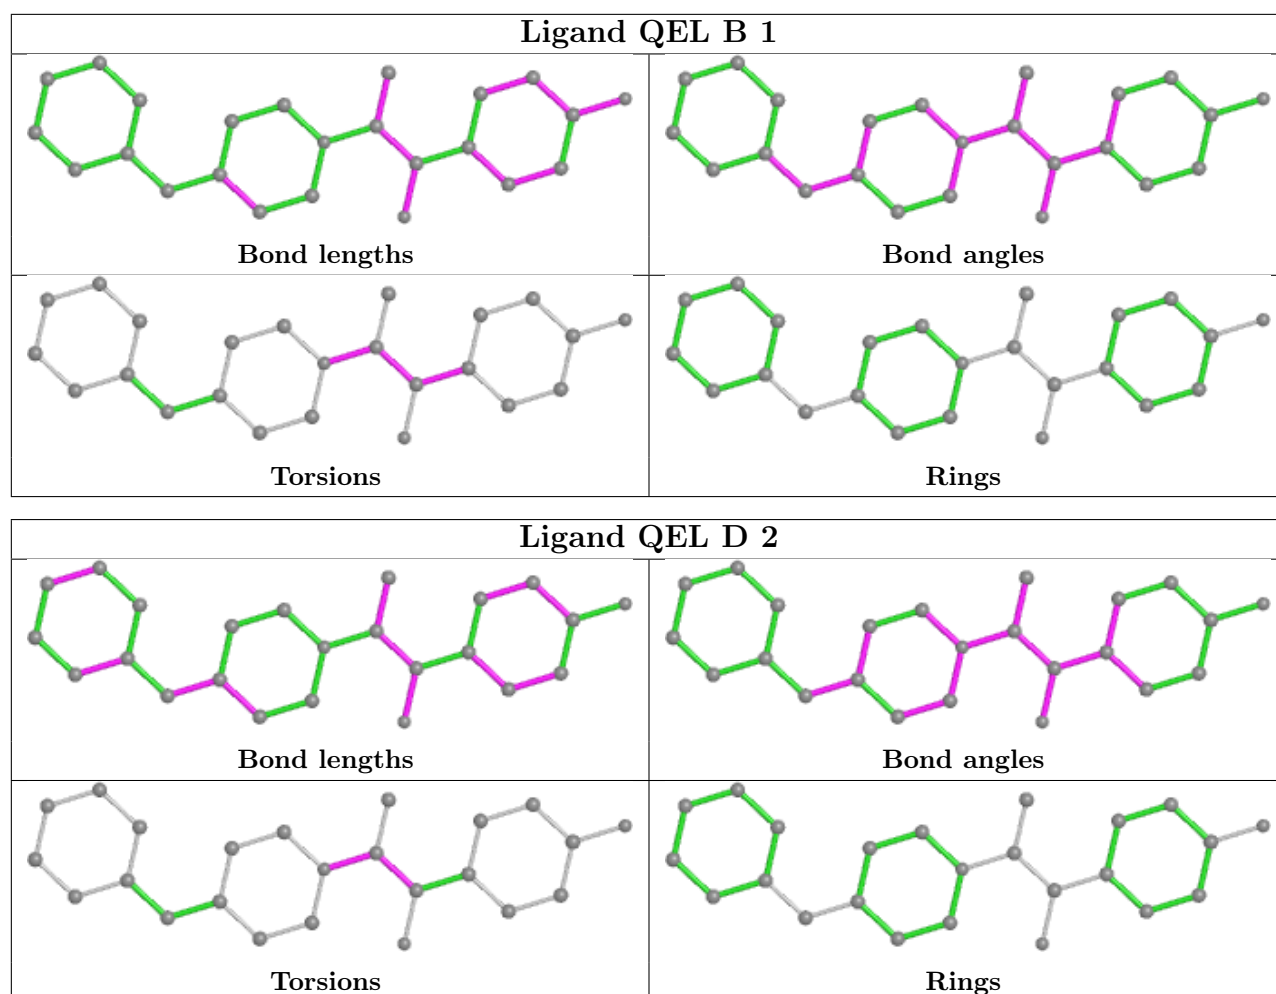 Ligand QEL B 1
Bond lengths
Bond angles
Torsions
Rings
Ligand QEL D 2
Bond lengths
Bond angles
Torsions
Rings